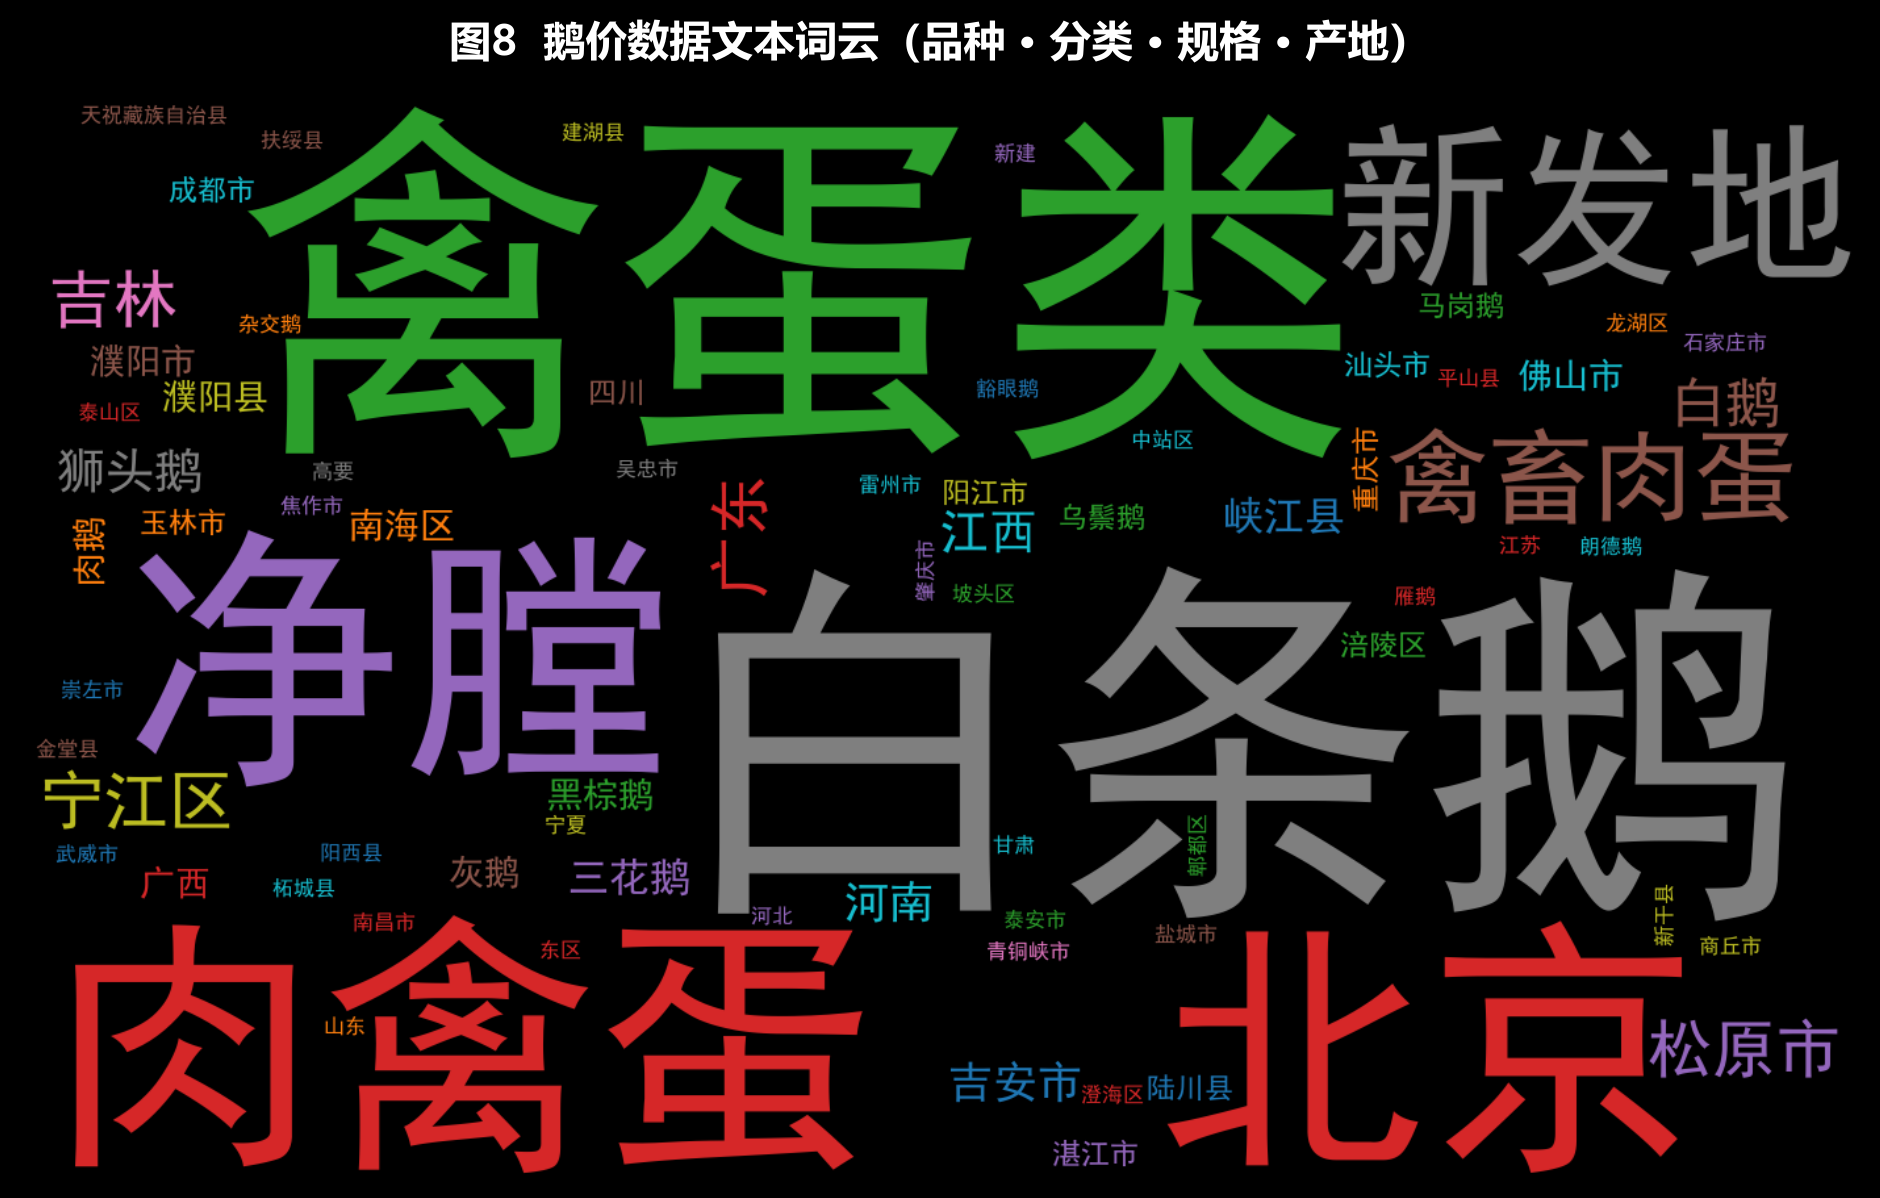 图8 鹅价数据文本词云（品种·分类·规格·产地）
天祝藏族自治县
扶绥县
建湖县
新建
成都市
禽蛋类
新发地
吉林
杂交鹅
马岗鹅
龙湖区
石家庄市
濮阳市
濮阳县
泰山区
四川
豁眼鹅
汕头市
平山县
佛山市
白鹅
中站区
重庆市
禽畜肉蛋
狮头鹅
高要
吴忠市
焦作市
雷州市
阳江市
广东
肉鹅
玉林市
南海区
江西
乌鬃鹅
峡江县
江苏
朗德鹅
肇庆市
坡头区
雁鹅
净膛
白条鹅
涪陵区
崇左市
金堂县
宁江区
黑棕鹅
宁夏
武威市
阳西县
甘肃
郫都区
广西
柘城县
灰鹅
三花鹅
河南
河北
南昌市
东区
泰安市
青铜峡市
盐城市
新干县
商丘市
肉禽蛋
北京
山东
松原市
吉安市
澄海区
陆川县
湛江市